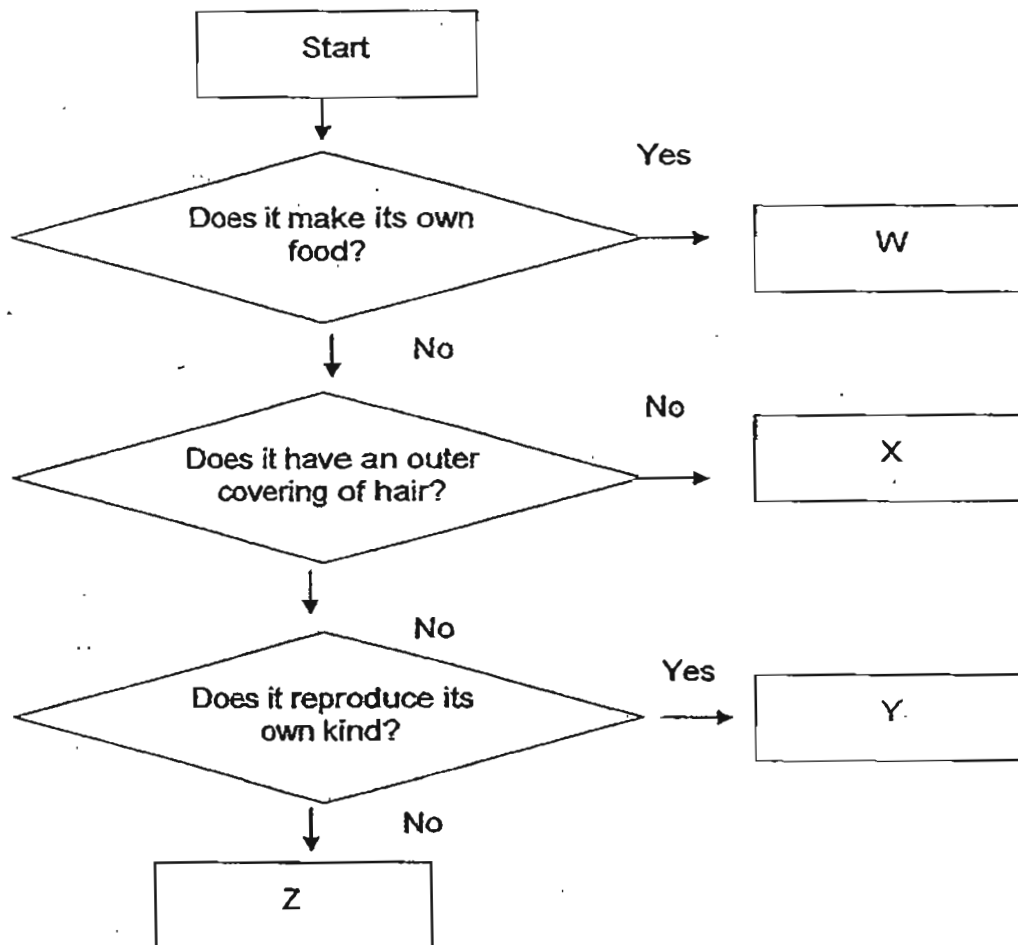 Start
Yes
Does it make its own
food?
W
No
No
Does it have an outer
covering of hair?
X
No
Yes
Does it reproduce its
own kind?
Y
No
Z